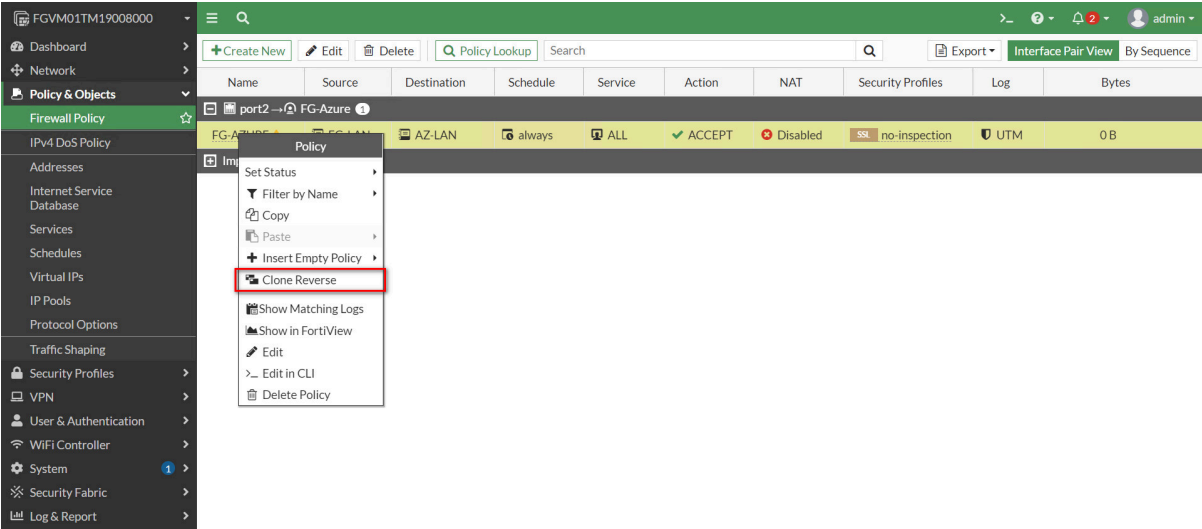 FGVM01TM19008000
2
admin
Dashboard
Network
Policy & Objects
Firewall Policy
IPv4 DoS Policy
Addresses
Internet Service
Database
Services
Schedules
Virtual IPs
IP Pools
Protocol Options
Traffic Shaping
Security Profiles
VPN
User & Authentication
WiFi Controller
System 1
Security Fabric
Log & Report
Create New Edit Delete Policy Lookup Search Export Interface Pair View By Sequence
Name Source Destination Schedule Service Action NAT Security Profiles Log Bytes
port2 → FG-Azure 1
AZ-LAN always ALL ACCEPT Disabled SSL no-inspection UTM 0 B
Policy
Set Status
Filter by Name
Copy
Paste
Insert Empty Policy
Clone Reverse
Show Matching Logs
Show in FortiView
Edit
>_ Edit in CLI
Delete Policy